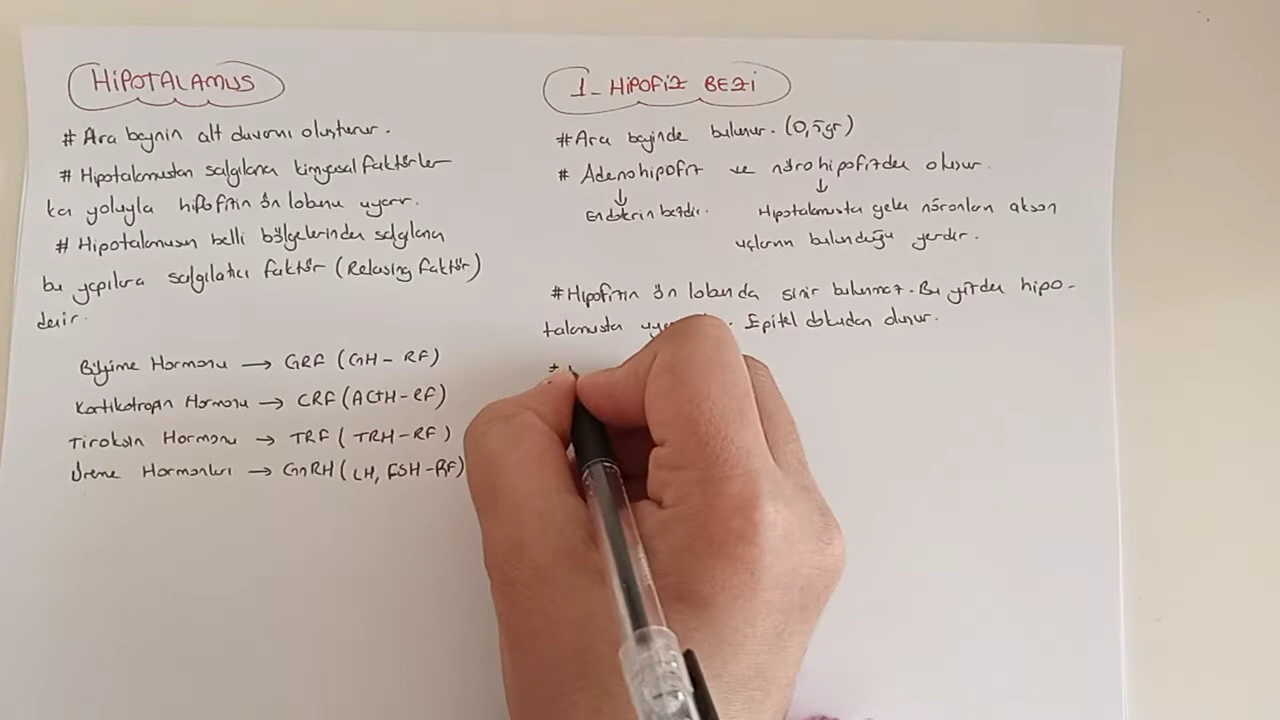 HİPOTALAMUS
# Ara beynin alt duvarını oluşturur.
# Hipotalamustan salgılanan kimyasal faktörler
kan yoluyla hipofizin ön lobunu uyarır.
# Hipotalamusun belli bölgelerinden salgılanan
bu yapılara salgılatıcı faktör (Relasing faktör)
denir.
Büyüme Hormonu → GRF (GH - RF)
Kortikotropin Hormonu → CRF (ACTH - RF)
Tiroksin Hormonu → TRF (TRH - RF)
Üreme Hormonları → GnRH (LH, FSH - RF)
1- HİPOFİZ BEZİ
# Ara beyinde bulunur. (0,5gr)
# Adenohipofiz ve nörohipofizden oluşur.
↓ ↓
Endokrin bezdir. Hipotalamustan gelen nöronların akson
uçlarının bulunduğu yerdir.
# Hipofizin ön lobunda sinir bulunmaz. Bu yüzden hipo-
talamustan Epitel dokudan oluşur.